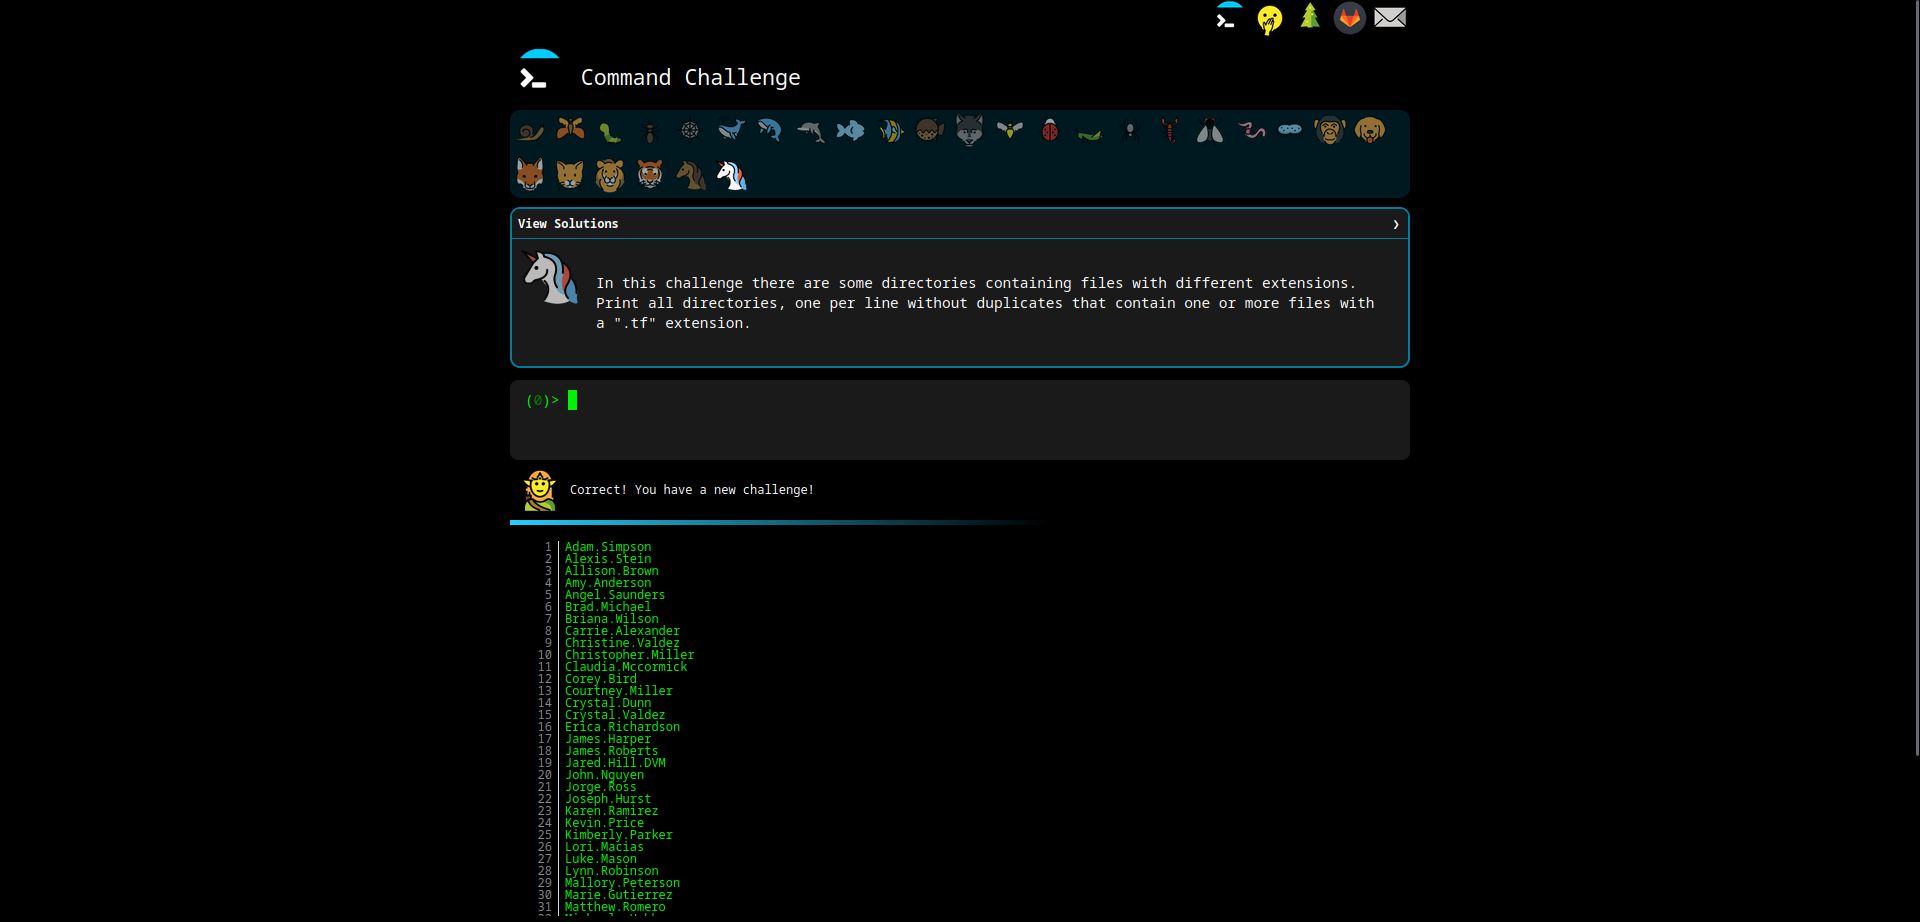 Command Challenge
View Solutions ❯
In this challenge there are some directories containing files with different extensions.
Print all directories, one per line without duplicates that contain one or more files with
a ".tf" extension.
(0)>
Correct! You have a new challenge!
1 Adam.Simpson
2 Alexis.Stein
3 Allison.Brown
4 Amy.Anderson
5 Angel.Saunders
6 Brad.Michael
7 Briana.Wilson
8 Carrie.Alexander
9 Christine.Valdez
10 Christopher.Miller
11 Claudia.Mccormick
12 Corey.Bird
13 Courtney.Miller
14 Crystal.Dunn
15 Crystal.Valdez
16 Erica.Richardson
17 James.Harper
18 James.Roberts
19 Jared.Hill.DVM
20 John.Nguyen
21 Jorge.Ross
22 Joseph.Hurst
23 Karen.Ramirez
24 Kevin.Price
25 Kimberly.Parker
26 Lori.Macias
27 Luke.Mason
28 Lynn.Robinson
29 Mallory.Peterson
30 Marie.Gutierrez
31 Matthew.Romero